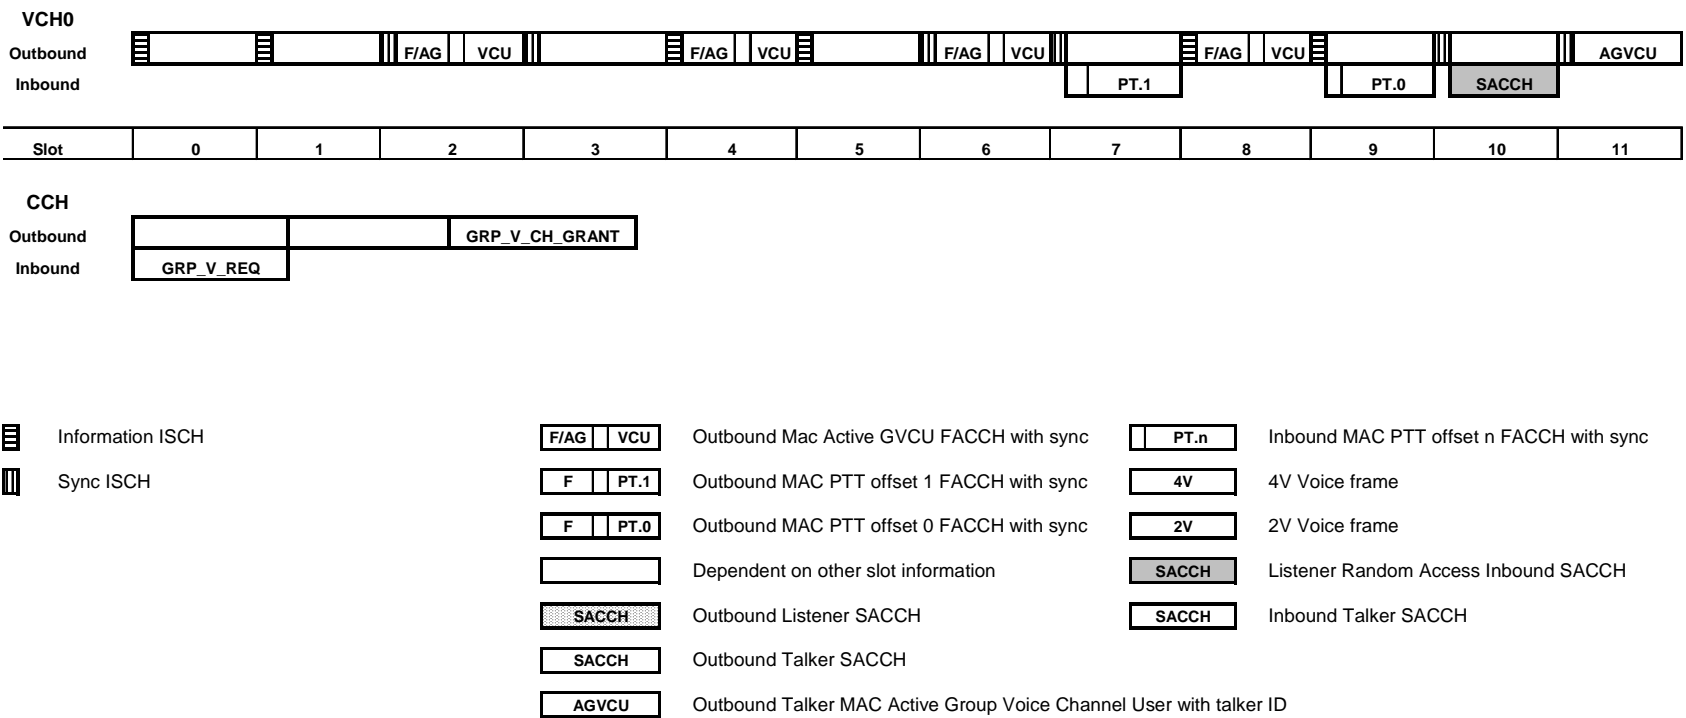 VCH0
Outbound F/AG VCU F/AG VCU F/AG VCU F/AG VCU AGVCU
Inbound PT.1 PT.0 SACCH
Slot 0 1 2 3 4 5 6 7 8 9 10 11
CCH
Outbound GRP_V_CH_GRANT
Inbound GRP_V_REQ
Information ISCH F/AG VCU Outbound Mac Active GVCU FACCH with sync PT.n Inbound MAC PTT offset n FACCH with sync
Sync ISCH F PT.1 Outbound MAC PTT offset 1 FACCH with sync 4V 4V Voice frame
F PT.0 Outbound MAC PTT offset 0 FACCH with sync 2V 2V Voice frame
Dependent on other slot information SACCH Listener Random Access Inbound SACCH
SACCH Outbound Listener SACCH SACCH Inbound Talker SACCH
SACCH Outbound Talker SACCH
AGVCU Outbound Talker MAC Active Group Voice Channel User with talker ID